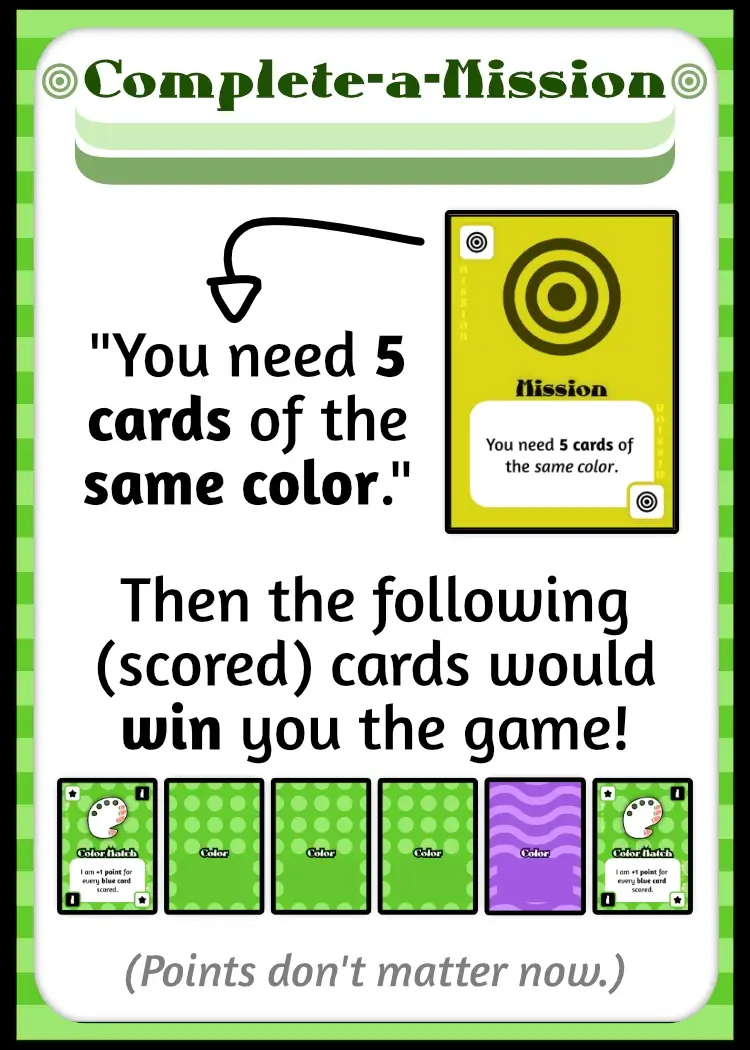 Complete-a-Mission
"You need 5
cards of the
same color."
mission
Mission
You need 5 cards of
the same color.
mission
Then the following
(scored) cards would
win you the game!
Color Match
I am +1 point for
every blue card
scored.
Color
Color
Color
Color
Color Match
I am +1 point for
every blue card
scored.
(Points don't matter now.)